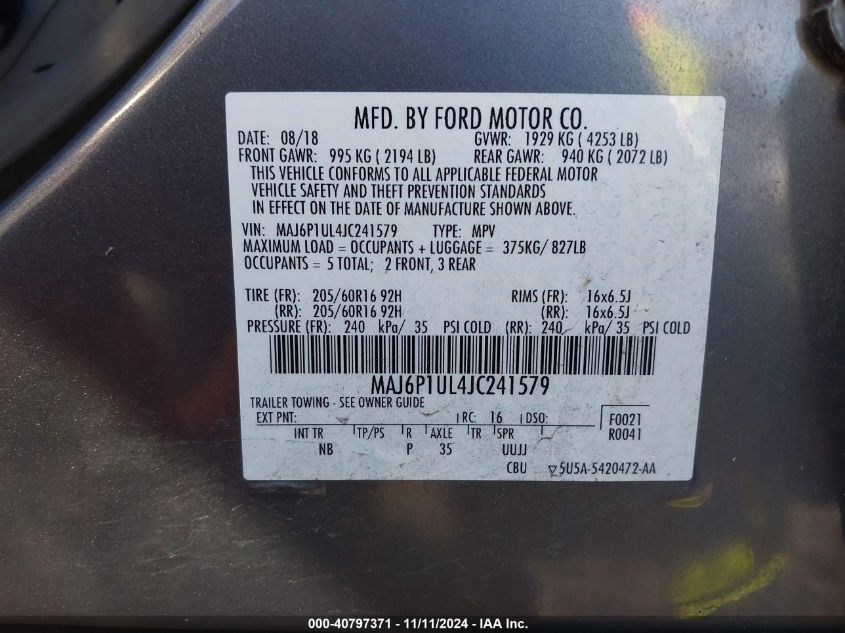 MFD. BY FORD MOTOR CO.
DATE: 08/18 GVWR: 1929 KG ( 4253 LB)
FRONT GAWR: 995 KG ( 2194 LB) REAR GAWR: 940 KG ( 2072 LB)
THIS VEHICLE CONFORMS TO ALL APPLICABLE FEDERAL MOTOR
VEHICLE SAFETY AND THEFT PREVENTION STANDARDS
IN EFFECT ON THE DATE OF MANUFACTURE SHOWN ABOVE.
VIN: MAJ6P1UL4JC241579 TYPE: MPV
MAXIMUM LOAD = OCCUPANTS + LUGGAGE = 375KG/ 827LB
OCCUPANTS = 5 TOTAL; 2 FRONT, 3 REAR
TIRE (FR): 205/60R16 92H RIMS (FR): 16x6.5J
(RR): 205/60R16 92H (RR): 16x6.5J
PRESSURE (FR): 240 kPa/ 35 PSI COLD (RR): 240 kPa/ 35 PSI COLD
MAJ6P1UL4JC241579
TRAILER TOWING - SEE OWNER GUIDE
EXT PNT: RC: 16 DSO: F0021
INT TR TP/PS R AXLE TR SPR R0041
NB P 35 UUJJ
CBU 5U5A-5420472-AA
000-40797371 - 11/11/2024 - IAA Inc.